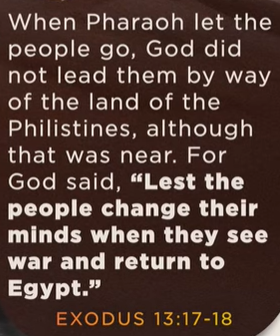 When Pharaoh let the
people go, God did
not lead them by way
of the land of the
Philistines, although
that was near. For
God said, “Lest the
people change their
minds when they see
war and return to
Egypt.”
EXODUS 13:17-18